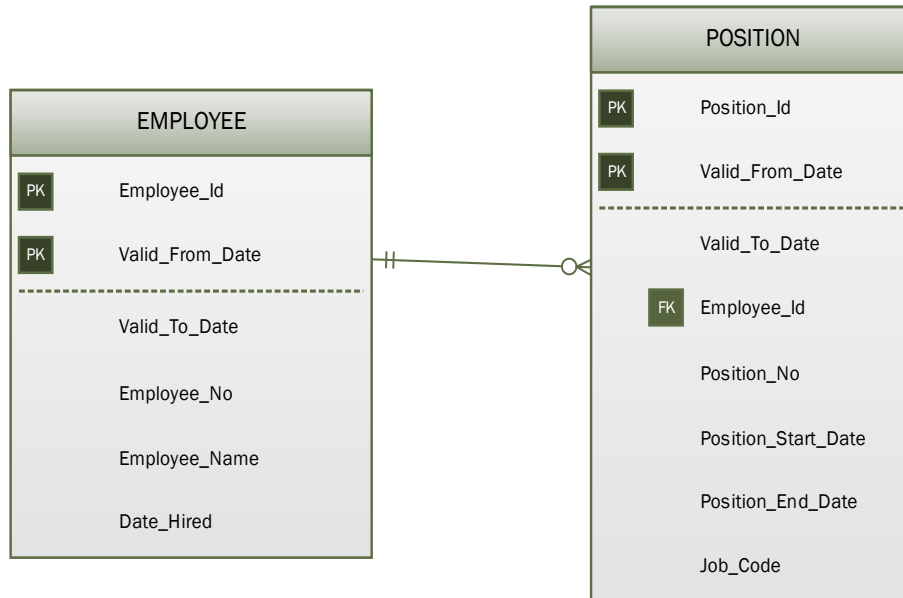 EMPLOYEE
PK Employee_Id
PK Valid_From_Date
Valid_To_Date
Employee_No
Employee_Name
Date_Hired
POSITION
PK Position_Id
PK Valid_From_Date
Valid_To_Date
FK Employee_Id
Position_No
Position_Start_Date
Position_End_Date
Job_Code